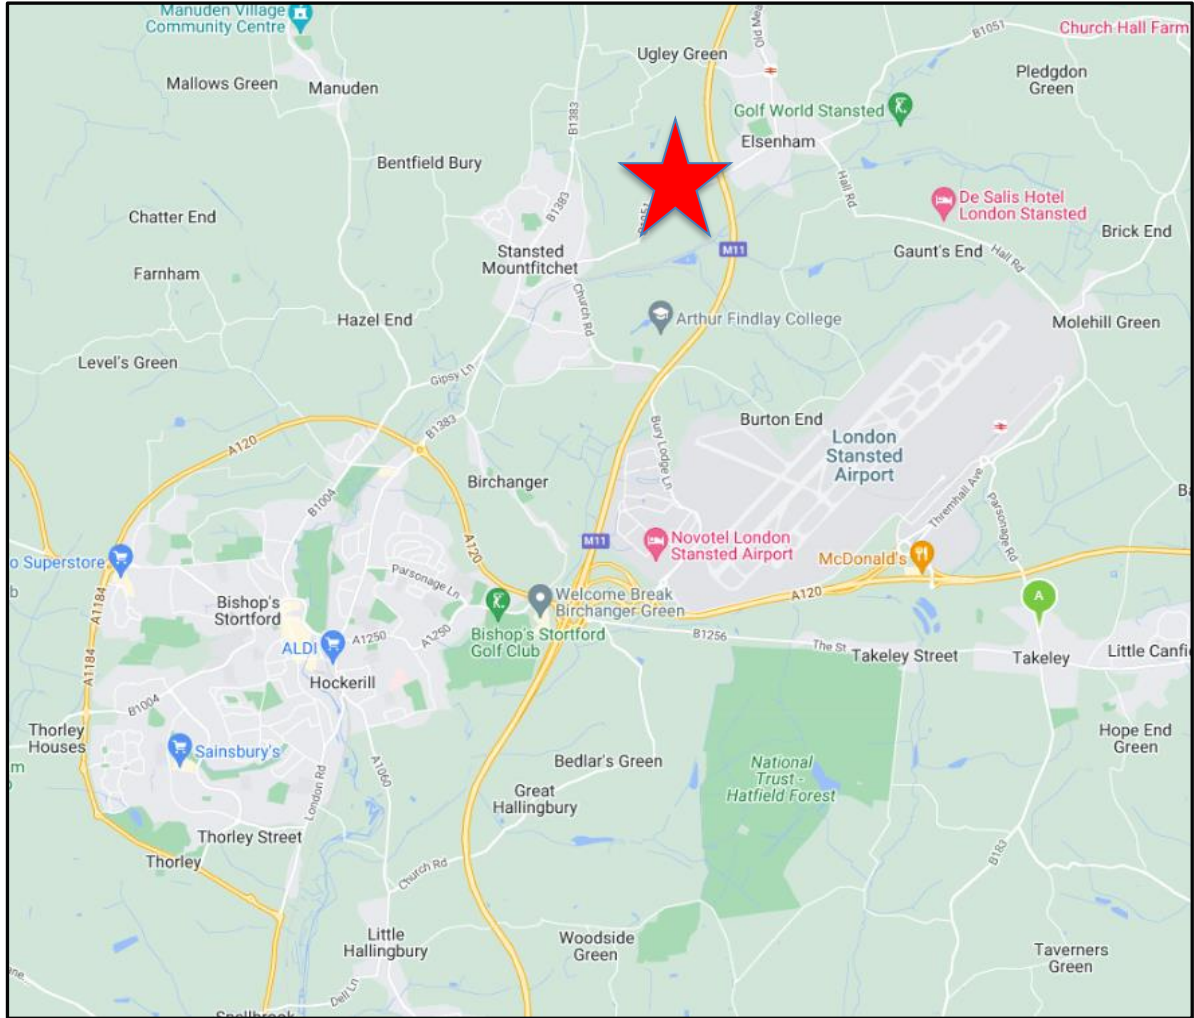 Manuden Village
Community Centre
Ugley Green
Old Mea
B1051
Church Hall Farm
Mallows Green
Manuden
B1383
Pledgdon
Green
Golf World Stansted
Elsenham
Bentfield Bury
Hall Rd
De Salis Hotel
London Stansted
Chatter End
B1383
B1051
Stansted
Mountfitchet
M11
Gaunt's End
Hall Rd
Brick End
Farnham
Church Rd
Hazel End
Arthur Findlay College
Molehill Green
Level's Green
Gipsy Ln
Burton End
A120
B1383
Bury Lodge Ln
London
Stansted
Airport
Birchanger
B1004
Thremhall Ave
Parsonage Rd
Ba
A120
M11
Novotel London
Stansted Airport
McDonald's
o Superstore
Parsonage Ln
A1184
b
Welcome Break
Birchanger Green
A120
A
Bishop's
Stortford
ALDI
A1250
A1250
Bishop's Stortford
Golf Club
B1256
The St
Takeley Street
Takeley
Little Canfi
A1184
Hockerill
B1004
Thorley
Houses
Sainsbury's
m
London Rd
A1060
Bedlar's Green
National
Trust -
Hatfield Forest
Hope End
Green
Great
Hallingbury
Thorley Street
Thorley
Church Rd
B183
Little
Hallingbury
Woodside
Green
Taverners
Green
ane
Dell Ln
Spellbrook